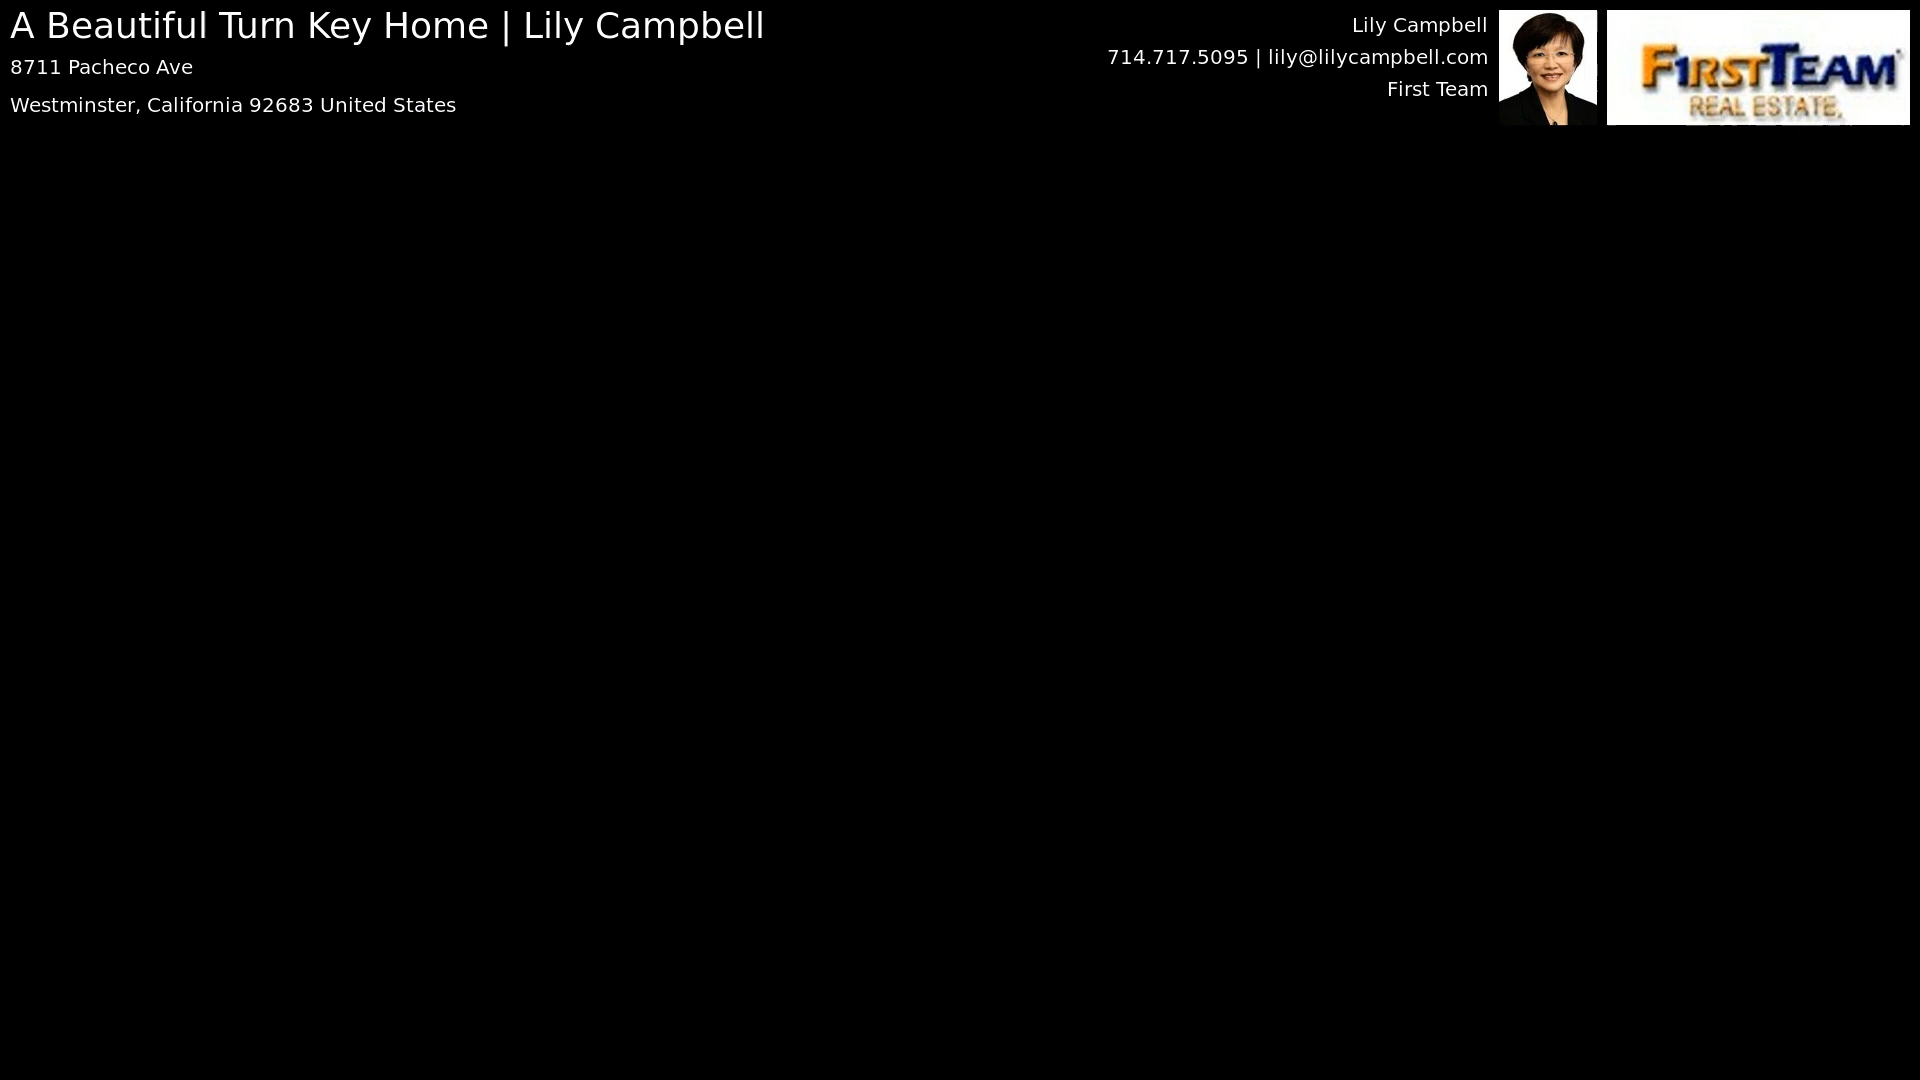 A Beautiful Turn Key Home | Lily Campbell
8711 Pacheco Ave
Westminster, California 92683 United States
Lily Campbell
714.717.5095 | lily@lilycampbell.com
First Team
FIRSTTEAM
REAL ESTATE.